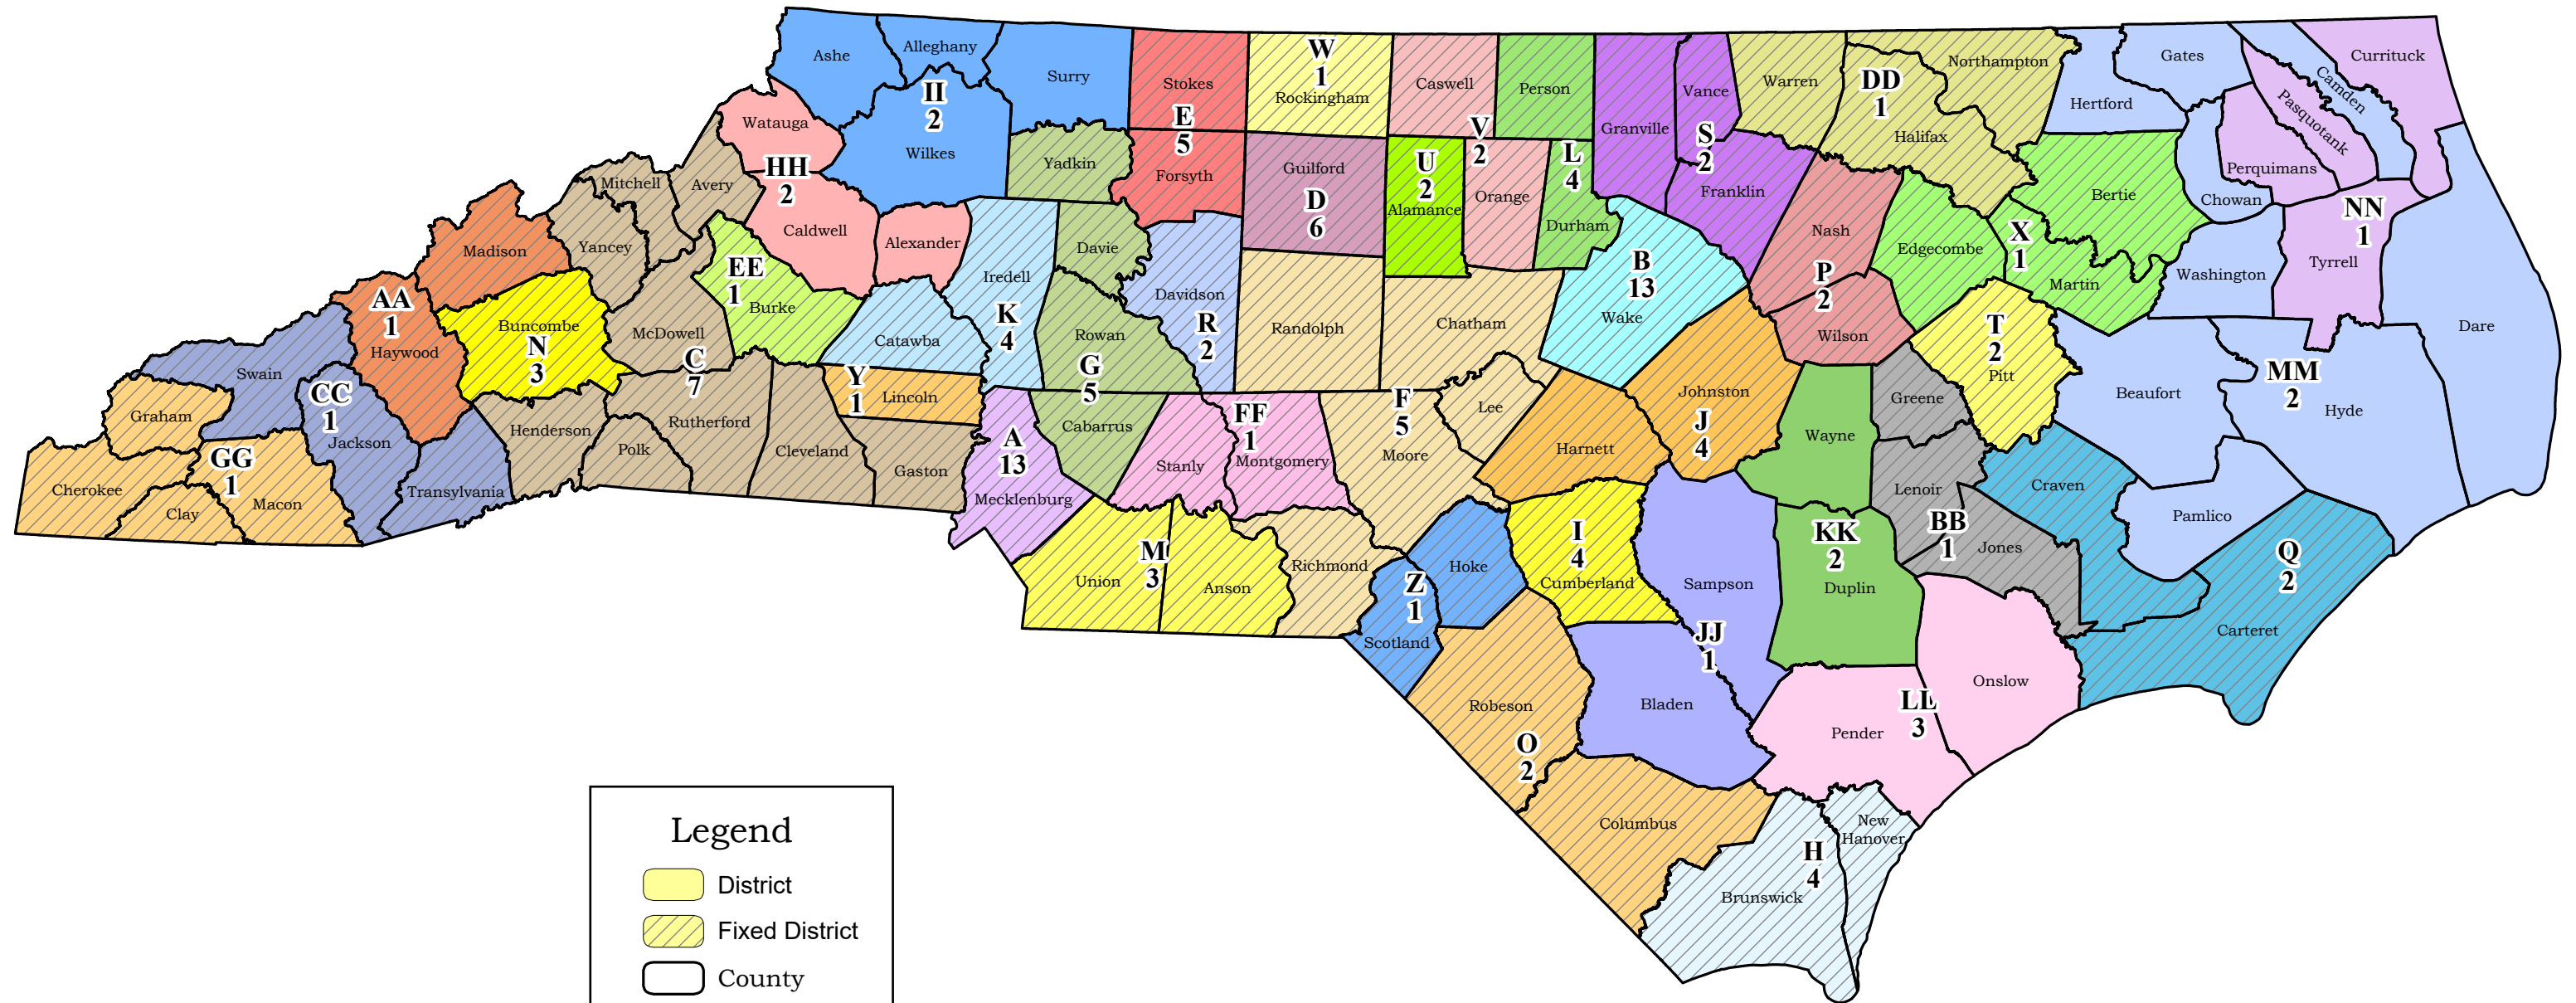 Ashe
Alleghany
Surry
Stokes
W
1
Rockingham
Caswell
Person
Granville
Vance
Warren
DD
1
Northampton
Halifax
Gates
Hertford
Camden
Currituck
Pasquotank
Perquimans
Chowan
Bertie
II
2
Wilkes
Watauga
HH
2
Caldwell
Alexander
Yadkin
E
5
Forsyth
Guilford
D
6
U
2
Alamance
V
2
Orange
L
4
Durham
S
2
Franklin
Nash
P
2
Wilson
Edgecombe
X
1
Martin
Washington
NN
1
Tyrrell
Dare
Mitchell
Avery
Yancey
Madison
AA
1
Haywood
Buncombe
N
3
McDowell
EE
1
Burke
Catawba
Iredell
K
4
Davie
Davidson
R
2
Rowan
G
5
Randolph
Chatham
B
13
Wake
Johnston
J
4
T
2
Pitt
Greene
Beaufort
MM
2
Hyde
Swain
Graham
CC
1
Jackson
Cherokee
GG
1
Macon
Clay
Transylvania
Henderson
Polk
C
7
Rutherford
Cleveland
Y
1
Lincoln
Gaston
A
13
Mecklenburg
Cabarrus
Stanly
FF
1
Montgomery
F
5
Moore
Lee
Harnett
Wayne
Lenoir
Craven
BB
1
Jones
Pamlico
Union
M
3
Anson
Richmond
Z
1
Scotland
Hoke
I
4
Cumberland
Sampson
KK
2
Duplin
Q
2
Carteret
JJ
1
Bladen
Robeson
O
2
Columbus
LL
3
Pender
Onslow
H
4
Brunswick
New
Hanover
Legend
District
Fixed District
County